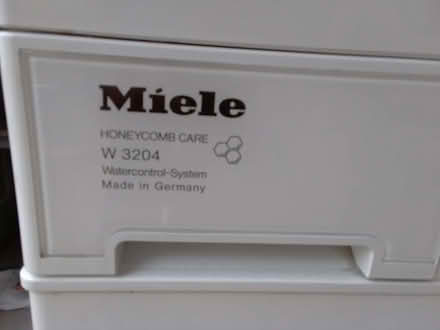 Miele
HONEYCOMB CARE
W 3204
Watercontrol-System
Made in Germany